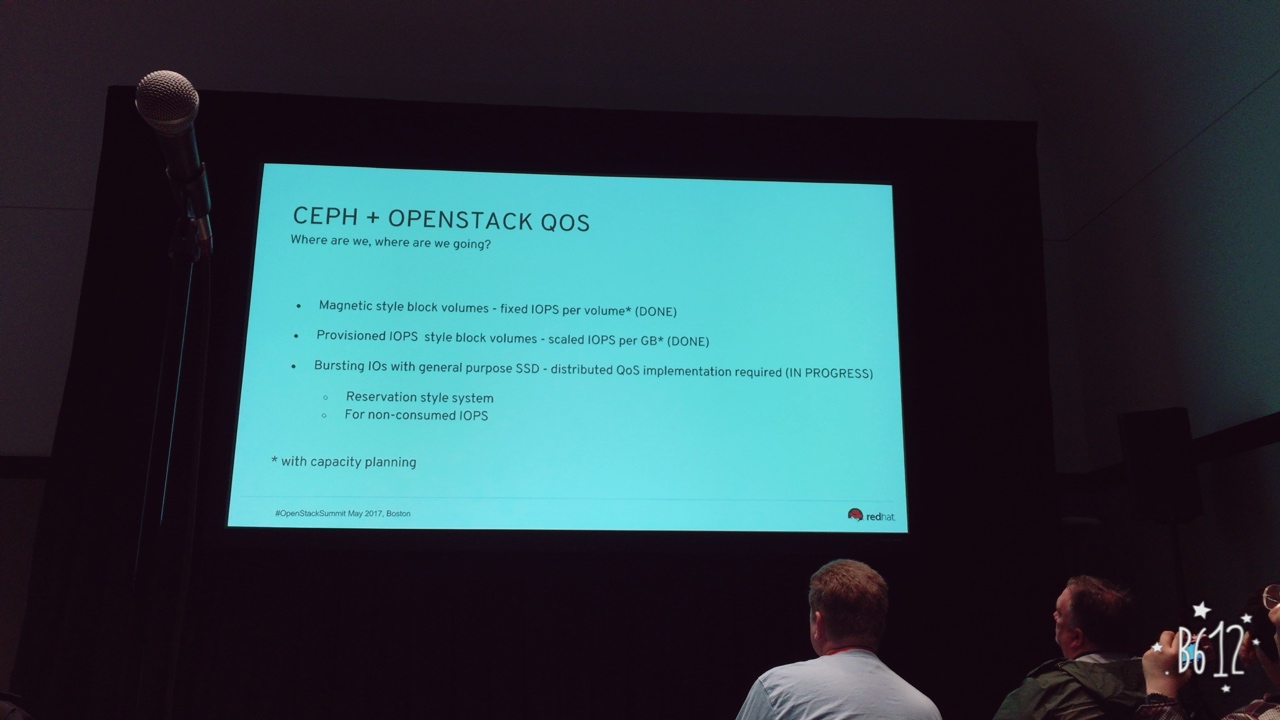 CEPH + OPENSTACK QOS
Where are we, where are we going?
• Magnetic style block volumes - fixed IOPS per volume* (DONE)
• Provisioned IOPS style block volumes - scaled IOPS per GB* (DONE)
• Bursting IOs with general purpose SSD - distributed QoS implementation required (IN PROGRESS)
○ Reservation style system
○ For non-consumed IOPS
* with capacity planning
#OpenStackSummit May 2017, Boston
redhat.
B612